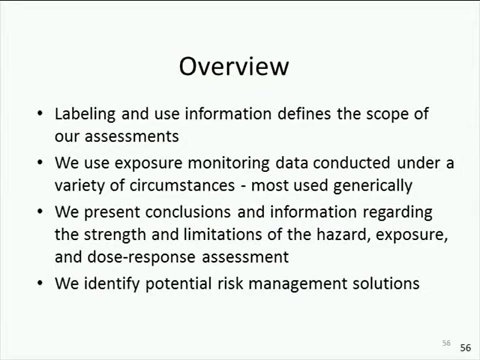 Overview
• Labeling and use information defines the scope of
our assessments
• We use exposure monitoring data conducted under a
variety of circumstances - most used generically
• We present conclusions and information regarding
the strength and limitations of the hazard, exposure,
and dose-response assessment
• We identify potential risk management solutions
56
56